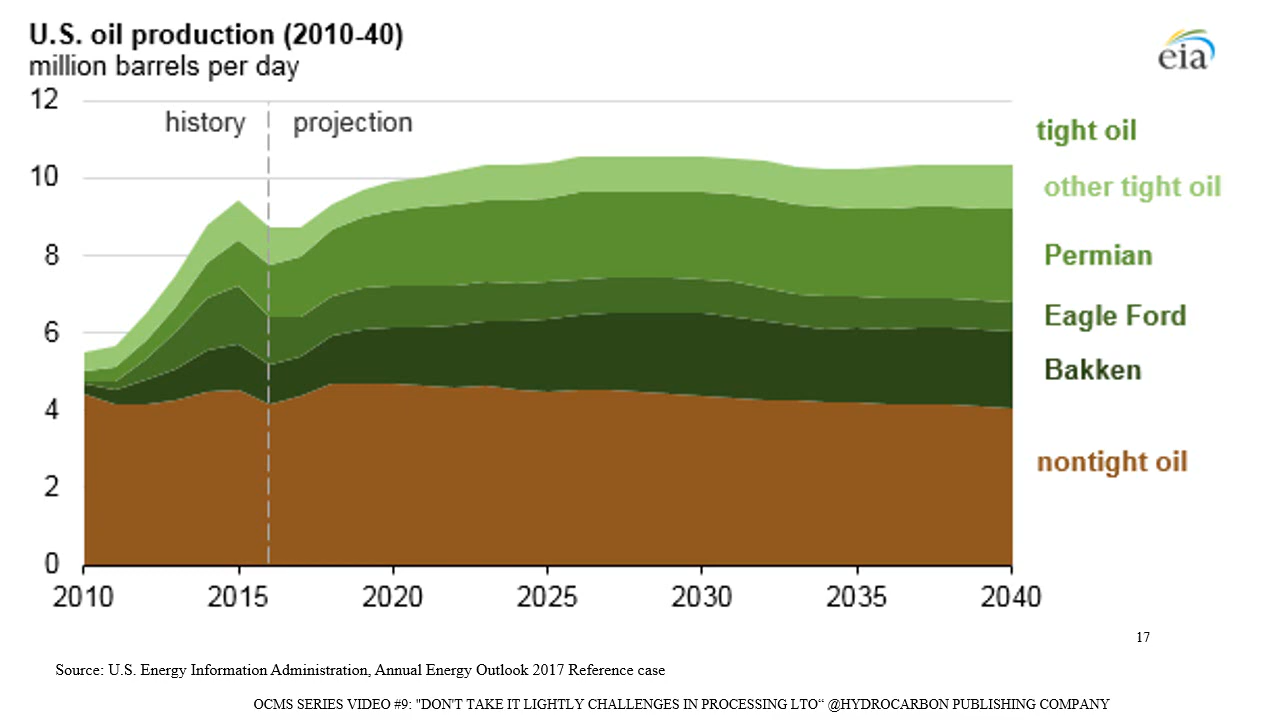 U.S. oil production (2010-40)
million barrels per day
eia
12
history
projection
tight oil
10
other tight oil
8
Permian
6
Eagle Ford
Bakken
4
nontight oil
2
0
2010 2015 2020 2025 2030 2035 2040
17
Source: U.S. Energy Information Administration, Annual Energy Outlook 2017 Reference case
OCMS SERIES VIDEO #9: "DON'T TAKE IT LIGHTLY CHALLENGES IN PROCESSING LTO“ @HYDROCARBON PUBLISHING COMPANY